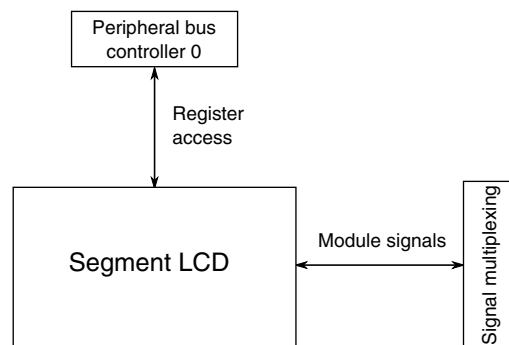 Peripheral bus
controller 0
Register
access
Segment LCD
Module signals
Signal multiplexing